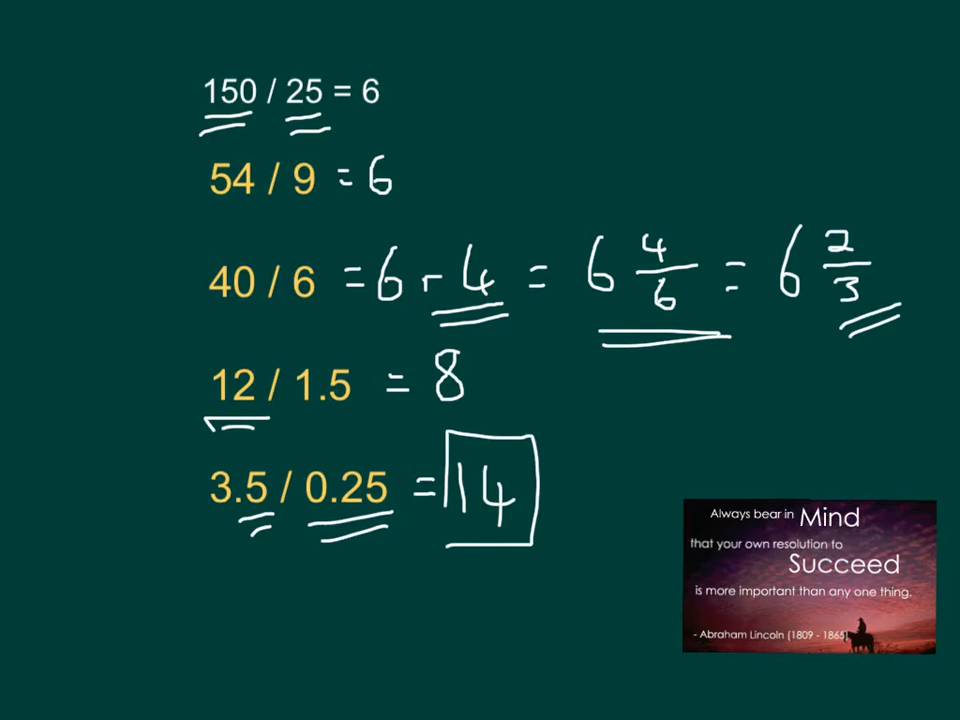 150 / 25 = 6
54 / 9 = 6
40 / 6 = 6 r 4 = 6 4/6 = 6 2/3
12 / 1.5 = 8
3.5 / 0.25 = 14
Always bear in Mind
that your own resolution to
Succeed
is more important than any one thing.
- Abraham Lincoln (1809 - 1865)